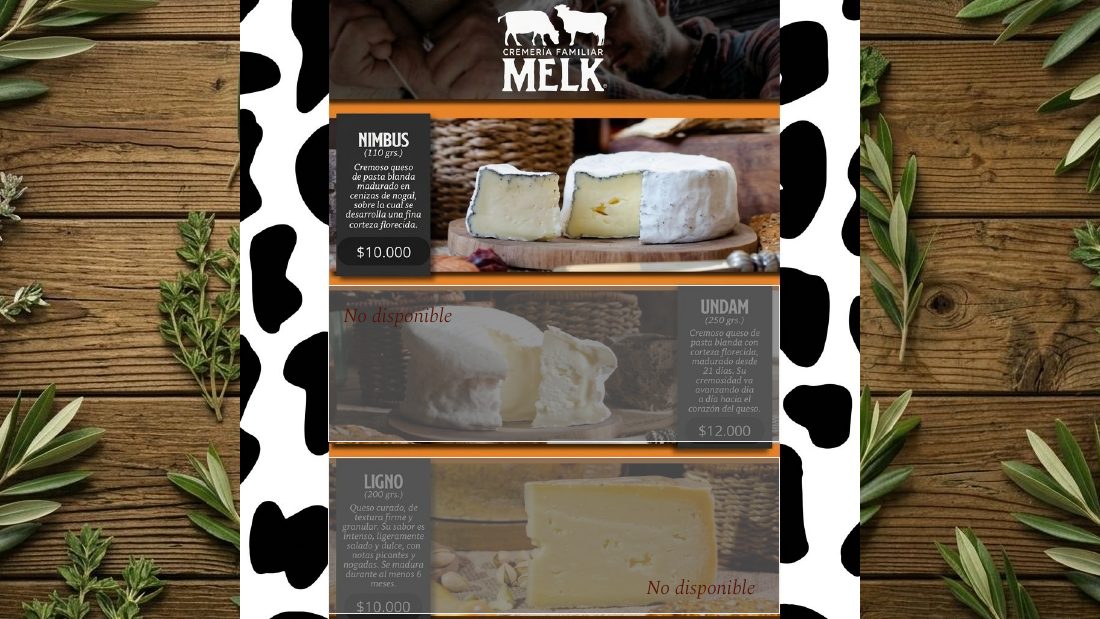 CREMERÍA FAMILIAR
MELK
NIMBUS
(110 grs.)
Cremoso queso
de pasta blanda
madurado en
cenizas de nogal,
sobre la cual se
desarrolla una fina
corteza florecida.
$10.000
No disponible
UNDAM
(250 grs.)
Cremoso queso de
pasta blanda con
corteza florecida,
madurado desde
21 días. Su
cremosidad va
avanzando día
a día hacia el
corazón del queso.
$12.000
LIGNO
(200 grs.)
Queso curado, de
textura firme y
granular. Su sabor es
intenso, ligeramente
salado y dulce, con
notas picantes y
nogadas. Se madura
durante al menos 6
meses.
$10.000
No disponible